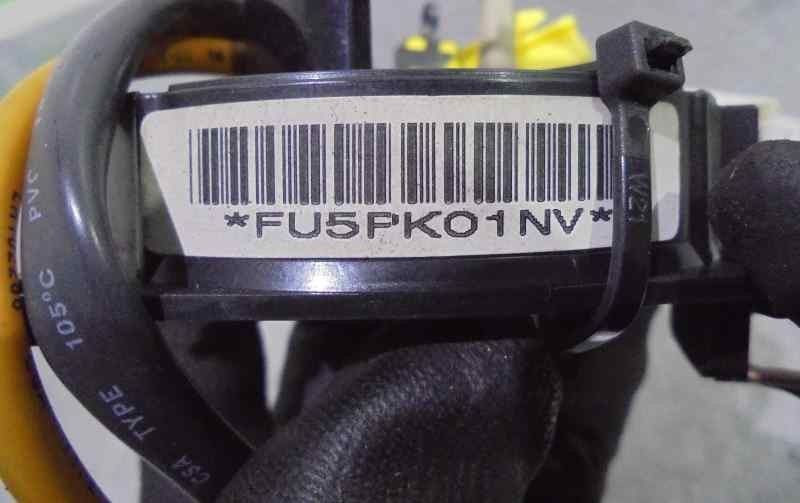 *FU5PK01NV*
W21
CSA TYPE 105°C PVC